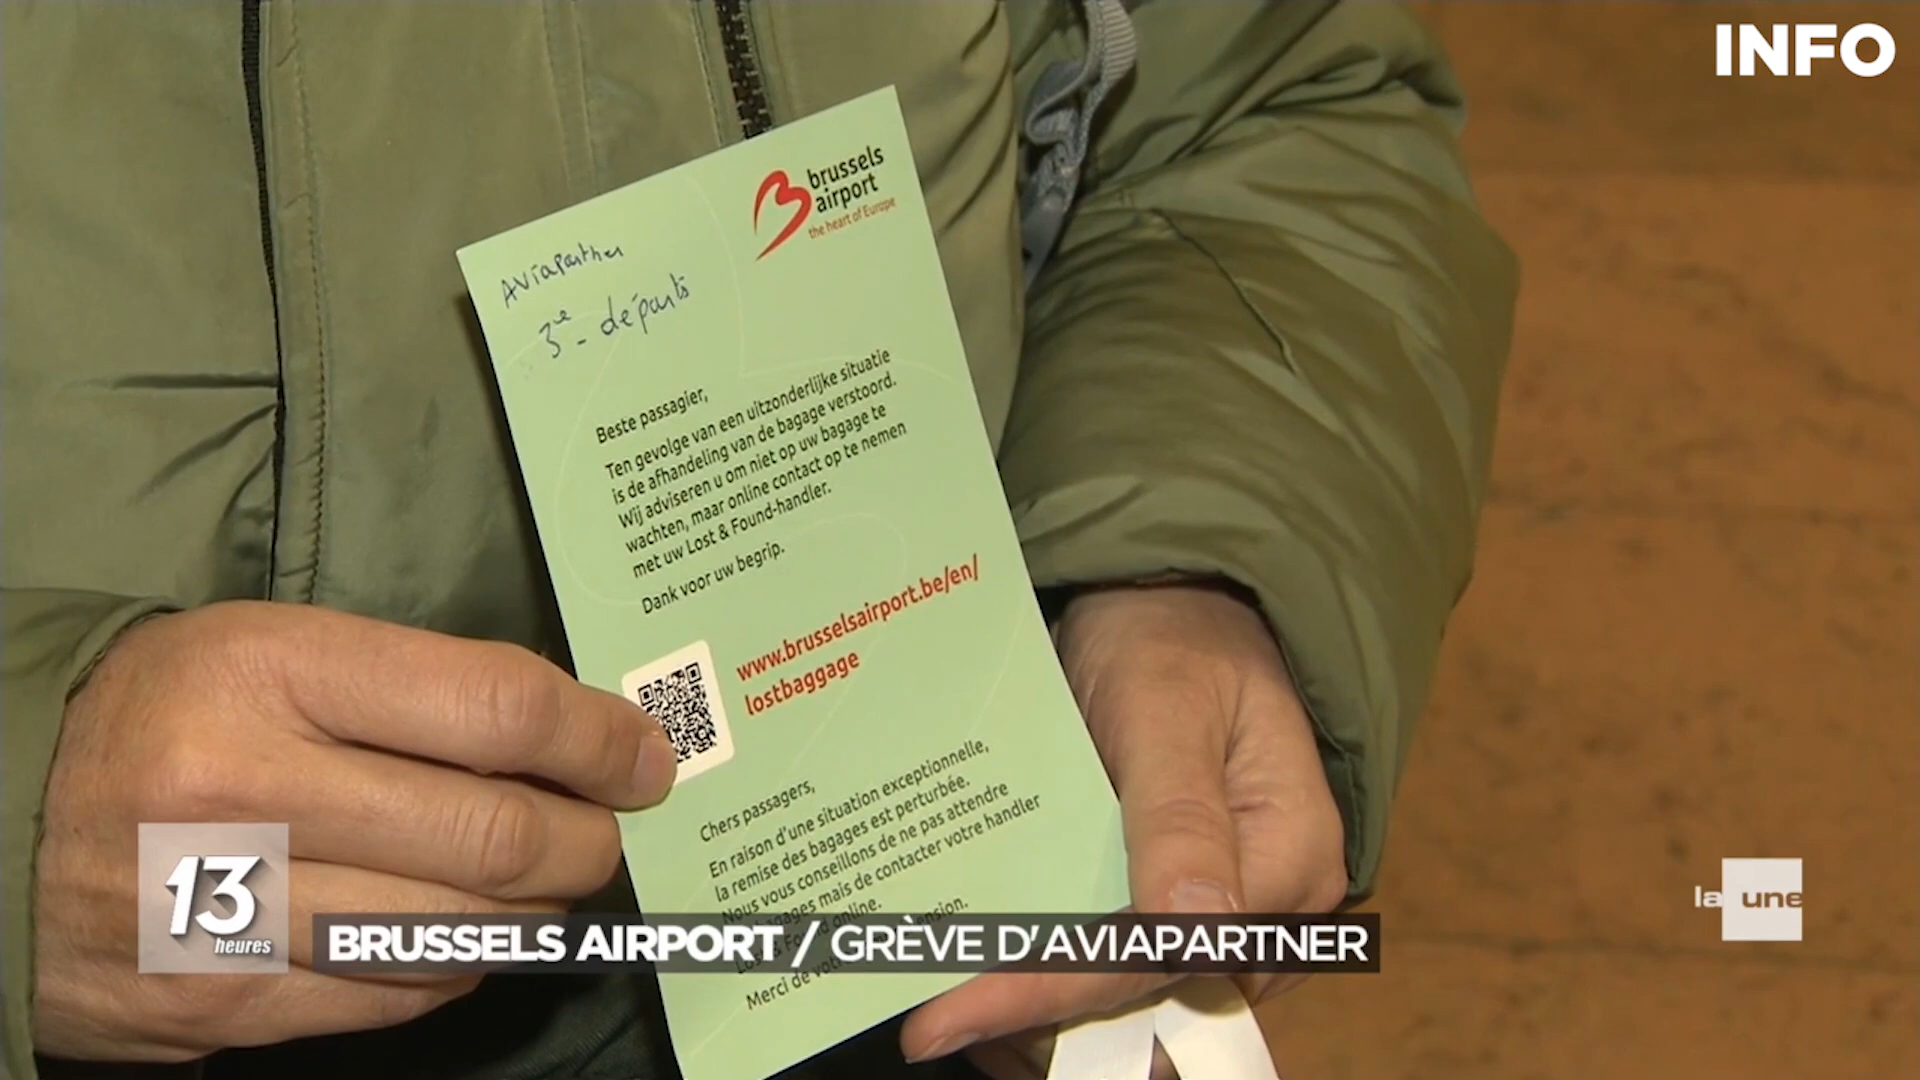 INFO
brussels
airport
the heart of Europe
Aviapartner
3e - départs
Beste passagier,
Ten gevolge van een uitzonderlijke situatie
is de afhandeling van de bagage verstoord.
Wij adviseren u om niet op uw bagage te
wachten, maar online contact op te nemen
met uw Lost & Found-handler.
Dank voor uw begrip.
www.brusselsairport.be/en/
lostbaggage
Chers passagers,
En raison d'une situation exceptionnelle,
la remise des bagages est perturbée.
Nous vous conseillons de ne pas attendre
bagages mais de contacter votre handler
online.
Merci de
13
heures
BRUSSELS AIRPORT / GRÈVE D'AVIAPARTNER
la une